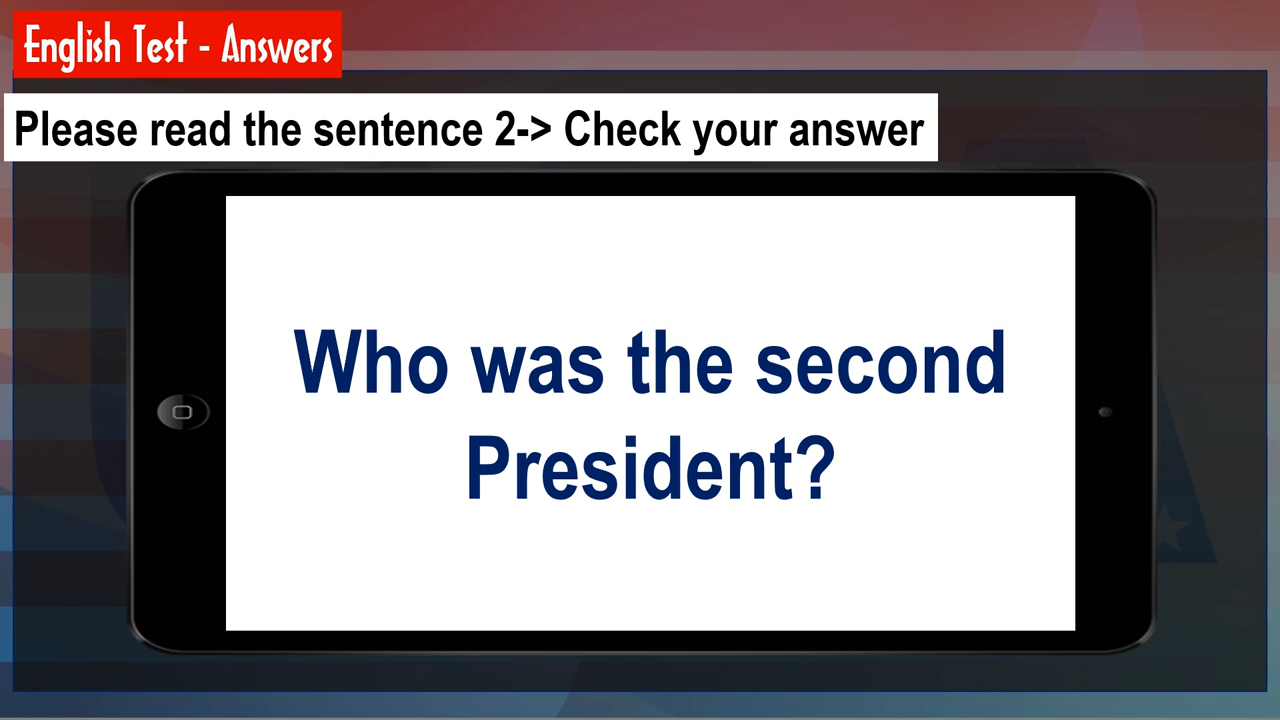 English Test - Answers
Please read the sentence 2-> Check your answer
Who was the second
President?